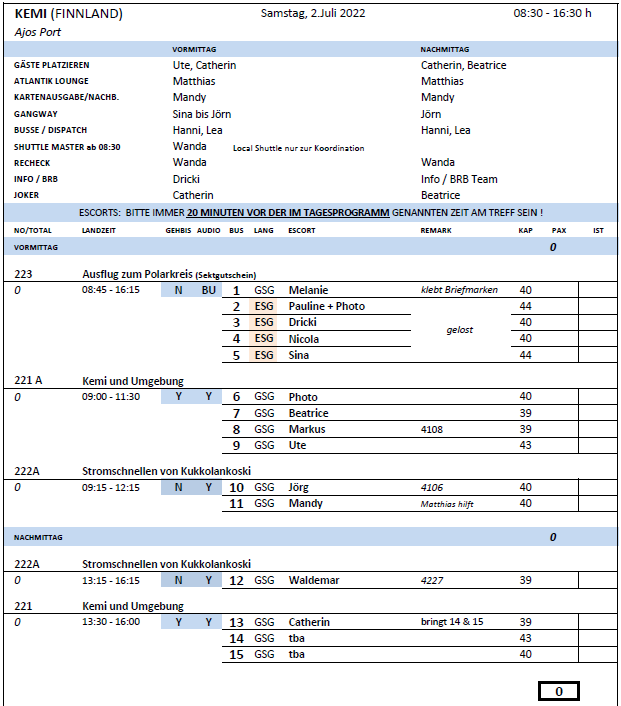 KEMI (FINNLAND) Samstag, 2.Juli 2022 08:30 - 16:30 h
Ajos Port
VORMITTAG NACHMITTAG
GÄSTE PLATZIEREN Ute, Catherin Catherin, Beatrice
ATLANTIK LOUNGE Matthias Matthias
KARTENAUSGABE/NACHB. Mandy Mandy
GANGWAY Sina bis Jörn Jörn
BUSSE / DISPATCH Hanni, Lea Hanni, Lea
SHUTTLE MASTER ab 08:30 Wanda Local Shuttle nur zur Koordination
RECHECK Wanda Wanda
INFO / BRB Dricki Info / BRB Team
JOKER Catherin Beatrice
ESCORTS: BITTE IMMER 20 MINUTEN VOR DER IM TAGESPROGRAMM GENANNTEN ZEIT AM TREFF SEIN !
NO/TOTAL LANDZEIT GEHBIS AUDIO BUS LANG ESCORT REMARK KAP PAX IST
VORMITTAG 0
223 Ausflug zum Polarkreis (Sektgutschein)
0 08:45 - 16:15 N BU 1 GSG Melanie klebt Briefmarken 40
2 ESG Pauline + Photo 44
3 ESG Dricki gelost 40
4 ESG Nicola 40
5 ESG Sina 44
221 A Kemi und Umgebung
0 09:00 - 11:30 Y Y 6 GSG Photo 40
7 GSG Beatrice 39
8 GSG Markus 4108 39
9 GSG Ute 43
222A Stromschnellen von Kukkolankoski
0 09:15 - 12:15 N Y 10 GSG Jörg 4106 40
11 GSG Mandy Matthias hilft 40
NACHMITTAG 0
222A Stromschnellen von Kukkolankoski
0 13:15 - 16:15 N Y 12 GSG Waldemar 4227 39
221 Kemi und Umgebung
0 13:30 - 16:00 Y Y 13 GSG Catherin bringt 14 & 15 39
14 GSG tba 43
15 GSG tba 40
0